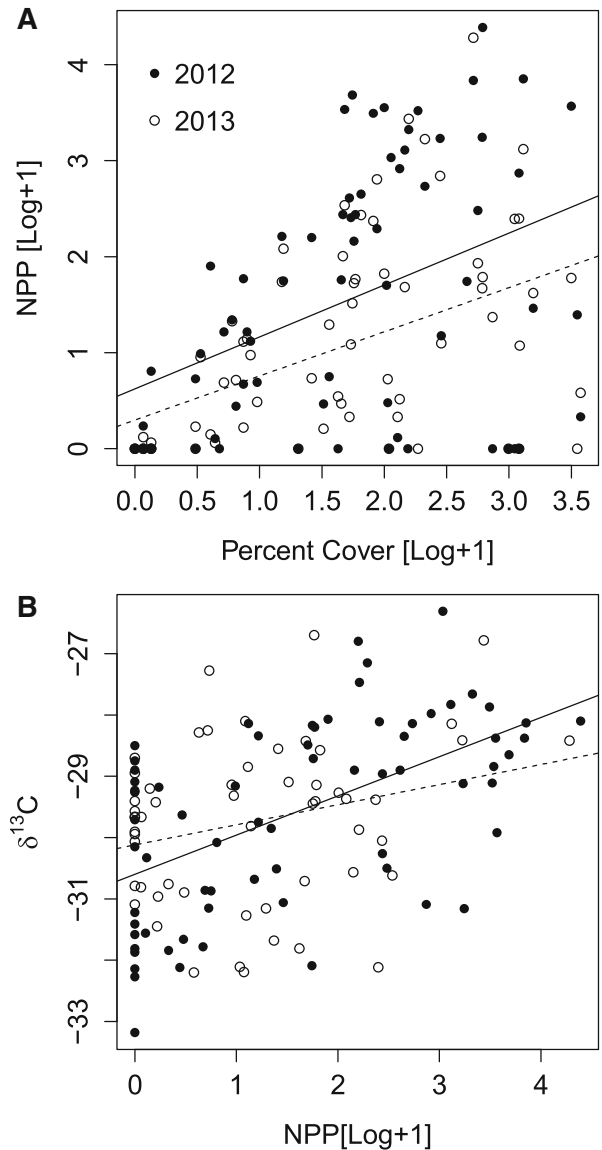 A
2012
2013
4
3
2
1
0
NPP [Log+1]
0.0 0.5 1.0 1.5 2.0 2.5 3.0 3.5
Percent Cover [Log+1]
B
−27
−29
−31
−33
δ13C
0 1 2 3 4
NPP[Log+1]